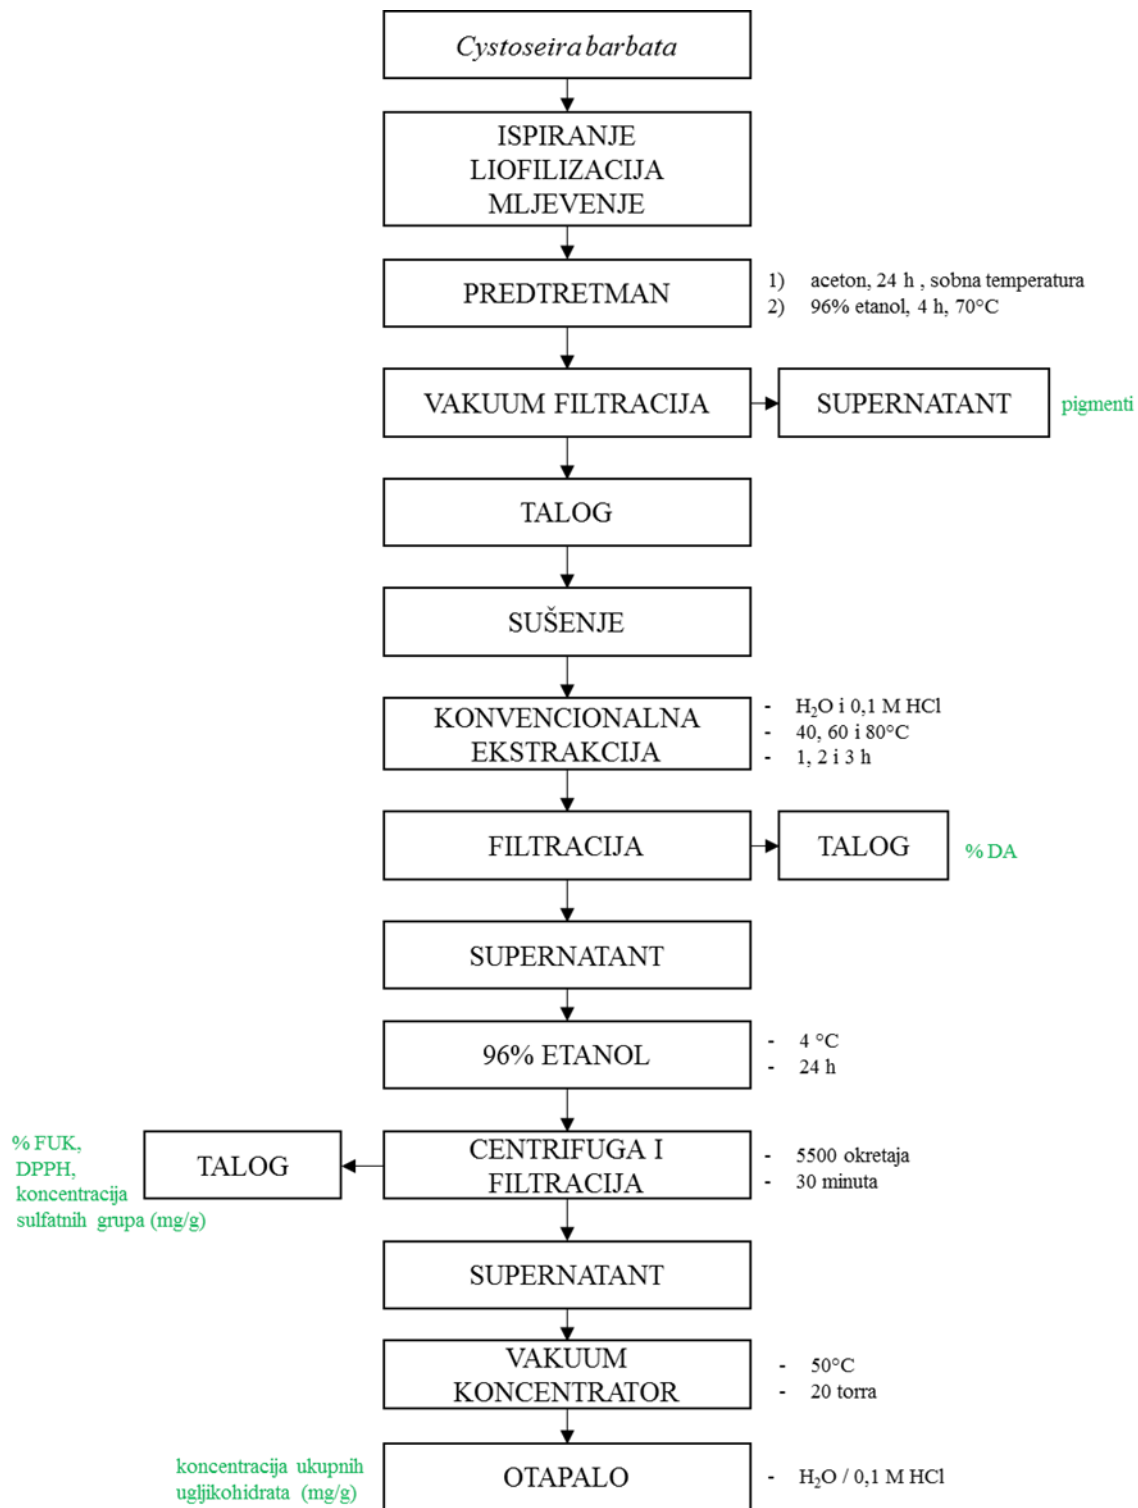 Cystoseira barbata
ISPIRANJE
LIOFILIZACIJA
MLJEVENJE
PREDTRETMAN
1) aceton, 24 h , sobna temperatura
2) 96% etanol, 4 h, 70°C
VAKUUM FILTRACIJA
SUPERNATANT
pigmenti
TALOG
SUŠENJE
KONVENCIONALNA
EKSTRAKCIJA
- H₂O i 0,1 M HCl
- 40, 60 i 80°C
- 1, 2 i 3 h
FILTRACIJA
TALOG
% DA
SUPERNATANT
96% ETANOL
- 4 °C
- 24 h
% FUK,
DPPH,
koncentracija
sulfatnih grupa (mg/g)
TALOG
CENTRIFUGA I
FILTRACIJA
- 5500 okretaja
- 30 minuta
SUPERNATANT
VAKUUM
KONCENTRATOR
- 50°C
- 20 torra
koncentracija ukupnih
ugljikohidrata (mg/g)
OTAPALO
- H₂O / 0,1 M HCl